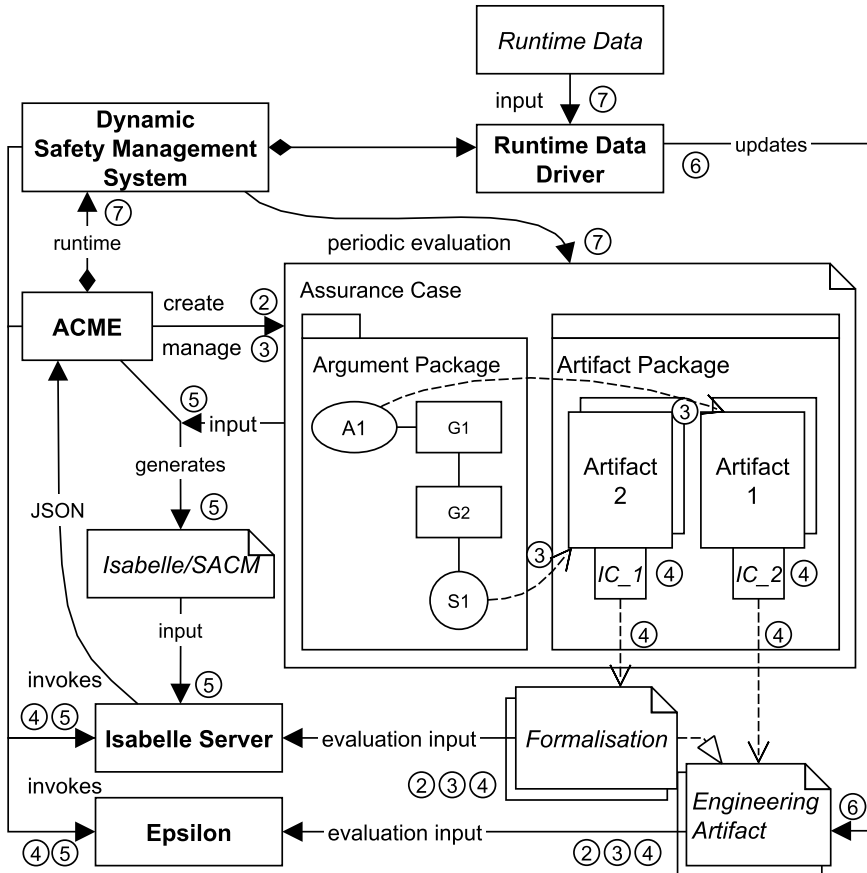 Runtime Data
input
⑦
Dynamic
Safety Management
System
Runtime Data
Driver
⑥
updates
⑦
runtime
periodic evaluation
⑦
Assurance Case
create
②
ACME
manage
③
Argument Package
Artifact Package
⑤
input
A1
G1
③
generates
Artifact
2
Artifact
1
JSON
⑤
G2
Isabelle/SACM
③
IC_1
④
IC_2
④
S1
input
④
④
invokes
⑤
④⑤
Isabelle Server
evaluation input
Formalisation
②③④
invokes
Engineering
Artifact
⑥
Epsilon
evaluation input
④⑤
②③④